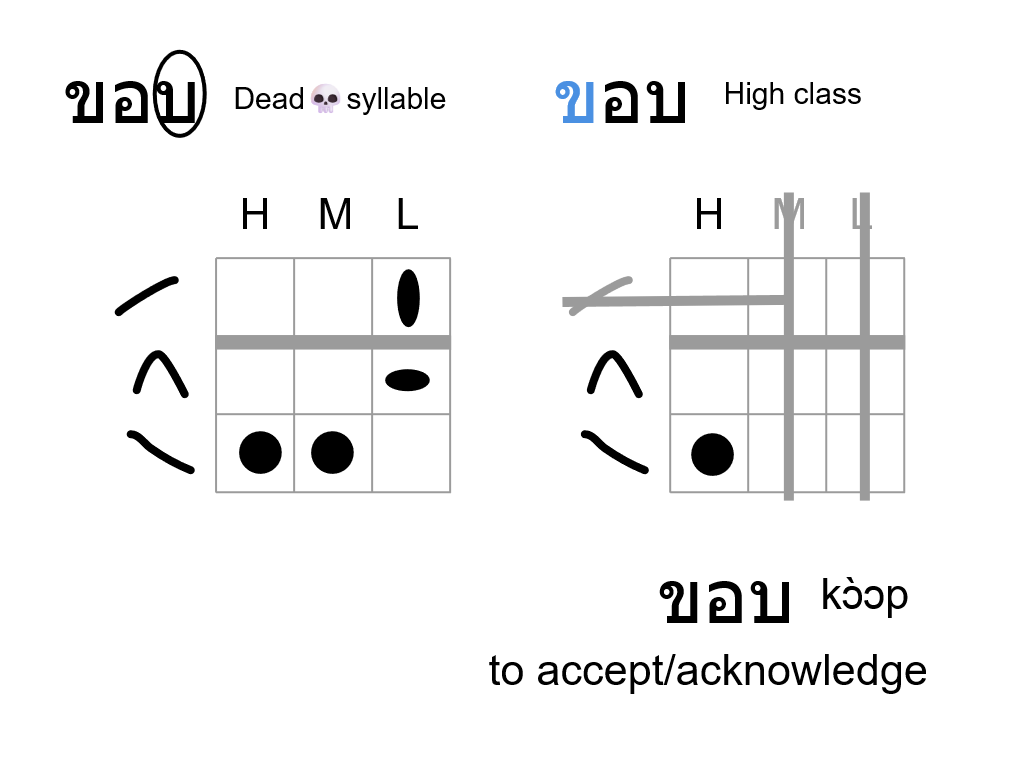 ขอบ Dead 💀 syllable
ขอบ High class
H M L
H M L
ขอบ kɔ̀ɔp
to accept/acknowledge